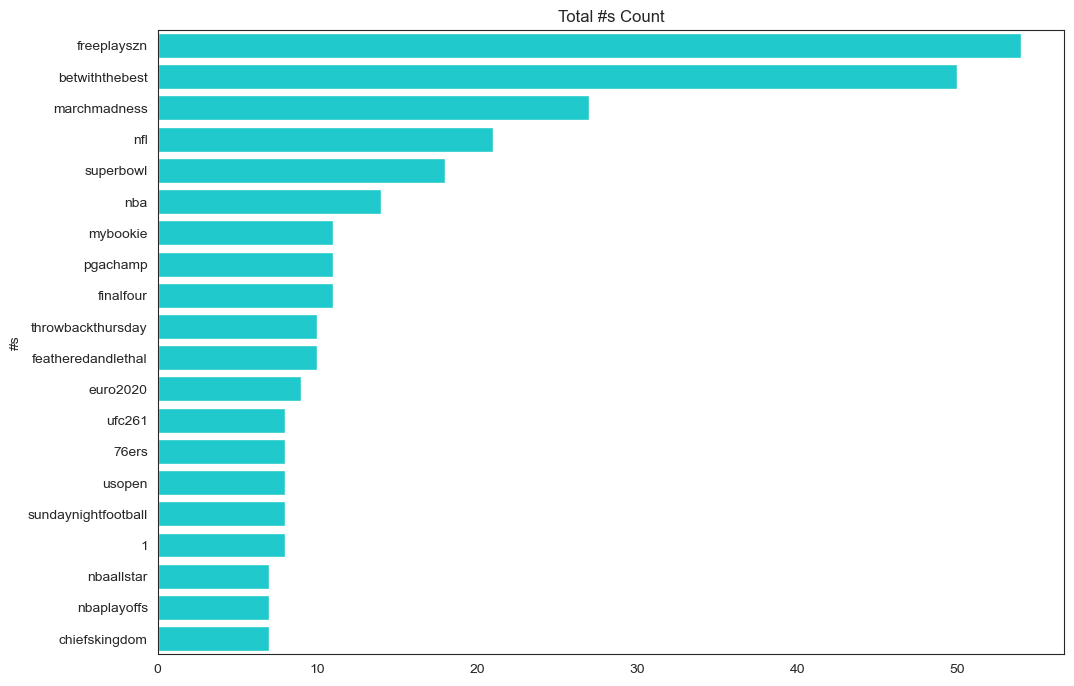 Total #s Count
freeplayszn
betwiththebest
marchmadness
nfl
superbowl
nba
mybookie
pgachamp
finalfour
throwbackthursday
featheredandlethal
euro2020
ufc261
76ers
usopen
sundaynightfootball
1
nbaallstar
nbaplayoffs
chiefskingdom
#s
0 10 20 30 40 50